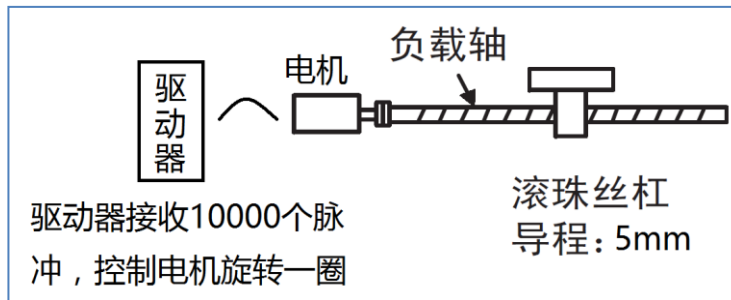 驱动器
电机
负载轴
滚珠丝杠
导程：5mm
驱动器接收10000个脉
冲，控制电机旋转一圈